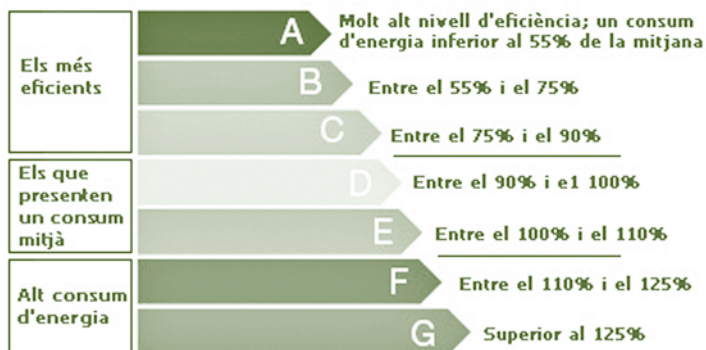 Els més
eficients
A
Molt alt nivell d'eficiència; un consum
d'energia inferior al 55% de la mitjana
B
Entre el 55% i el 75%
C
Entre el 75% i el 90%
Els que
presenten
un consum
mitjà
D
Entre el 90% i e1 100%
E
Entre el 100% i el 110%
Alt consum
d'energia
F
Entre el 110% i el 125%
G
Superior al 125%